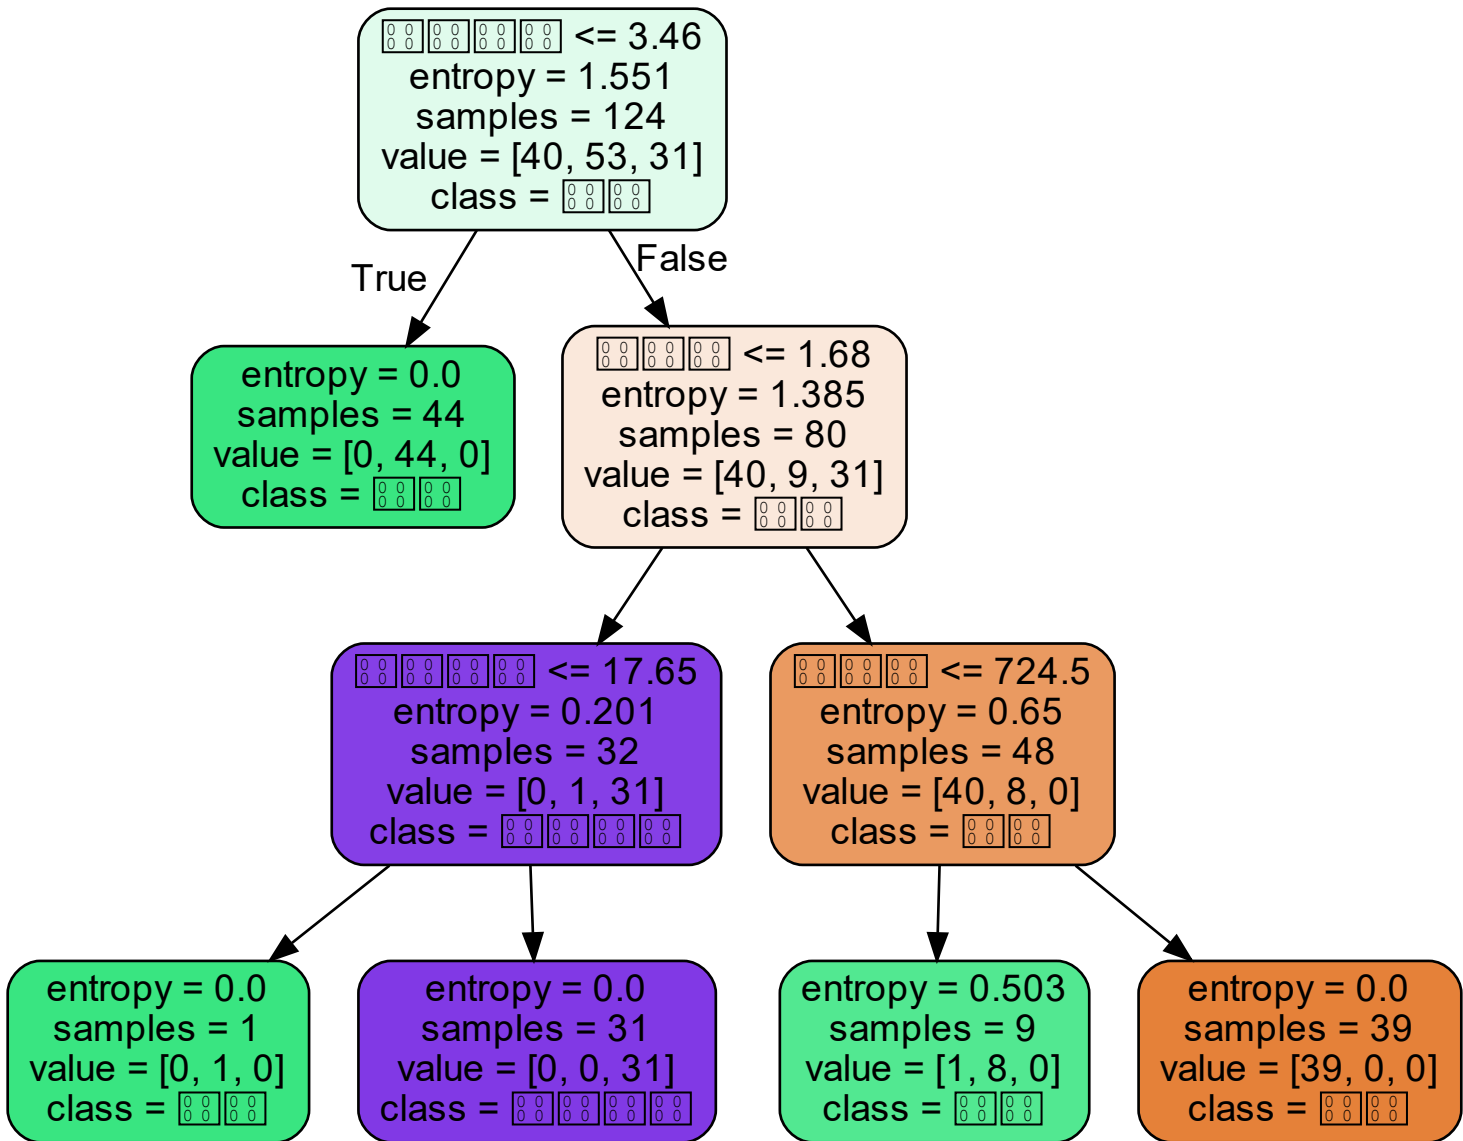 <= 3.46
entropy = 1.551
samples = 124
value = [40, 53, 31]
class =
True
False
entropy = 0.0
samples = 44
value = [0, 44, 0]
class =
<= 1.68
entropy = 1.385
samples = 80
value = [40, 9, 31]
class =
<= 17.65
entropy = 0.201
samples = 32
value = [0, 1, 31]
class =
<= 724.5
entropy = 0.65
samples = 48
value = [40, 8, 0]
class =
entropy = 0.0
samples = 1
value = [0, 1, 0]
class =
entropy = 0.0
samples = 31
value = [0, 0, 31]
class =
entropy = 0.503
samples = 9
value = [1, 8, 0]
class =
entropy = 0.0
samples = 39
value = [39, 0, 0]
class =